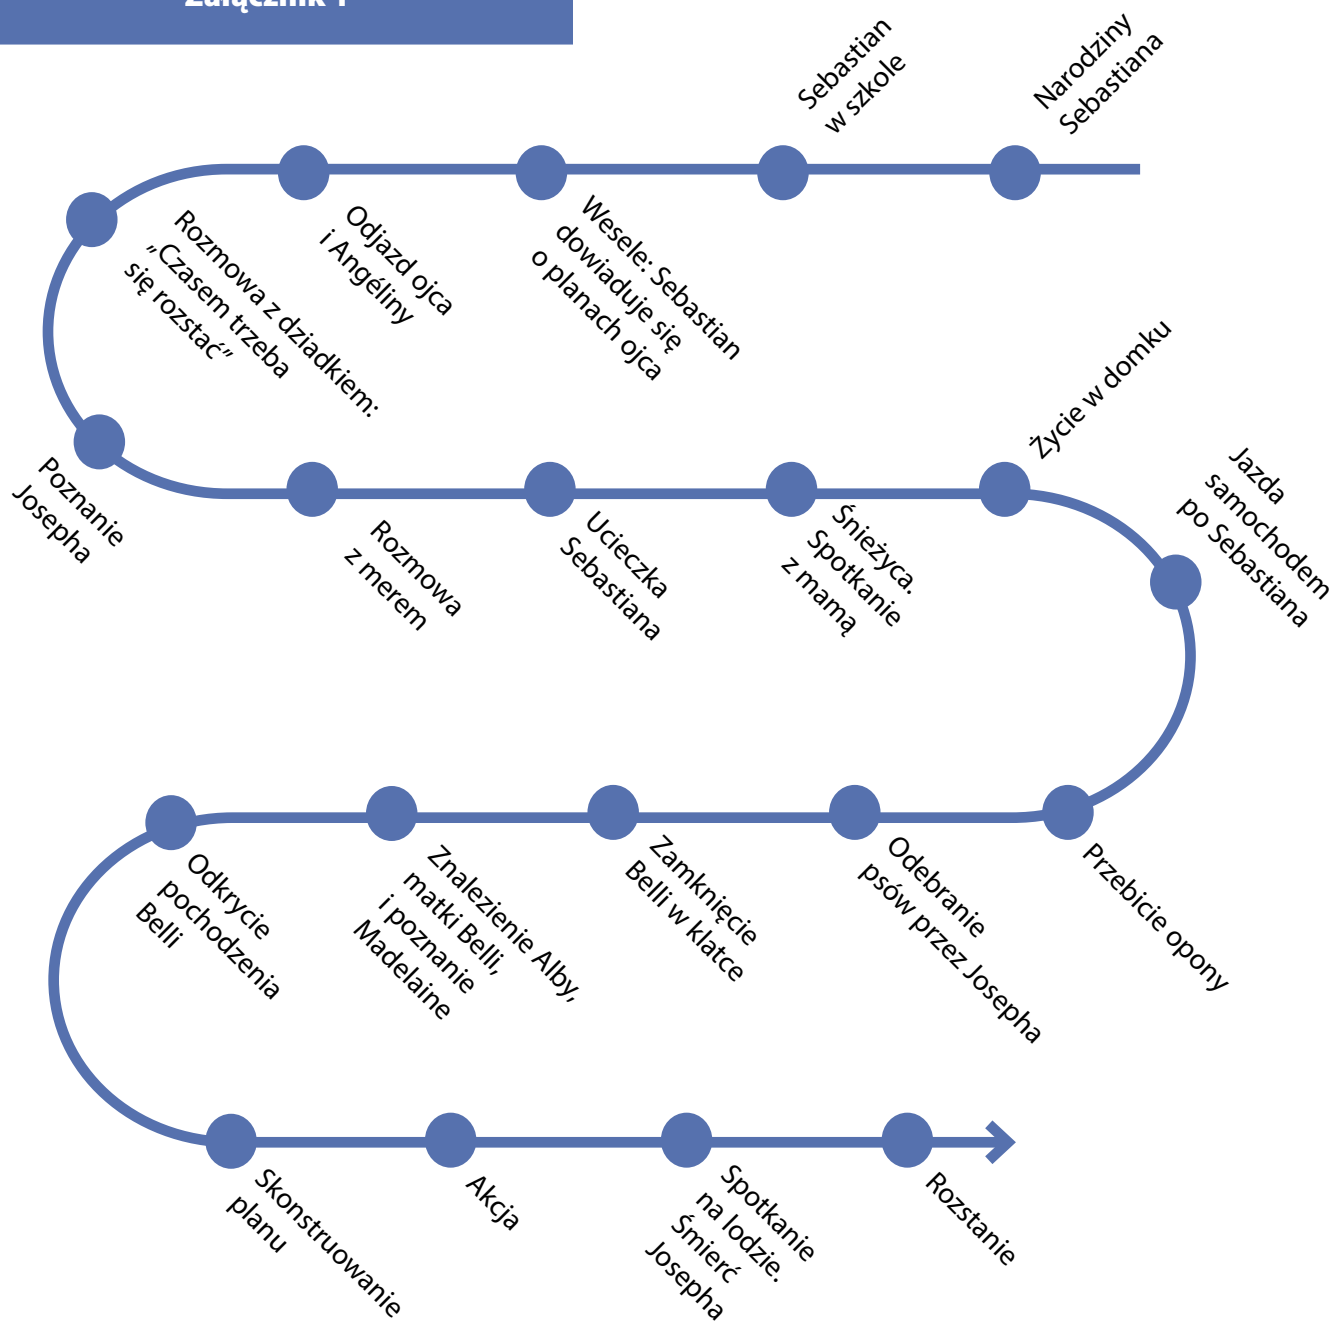 Załącznik 1
Narodziny
Sebastiana
Sebastian
w szkole
Wesele: Sebastian
dowiaduje się
o planach ojca
Odjazd ojca
i Angéliny
Rozmowa z dziadkiem:
„Czasem trzeba
się rozstać”
Poznanie
Josepha
Rozmowa
z merem
Ucieczka
Sebastiana
Śnieżyca.
Spotkanie
z mamą
Życie w domku
Jazda
samochodem
po Sebastiana
Przebicie opony
Odebranie
psów przez Josepha
Zamknięcie
Belli w klatce
Znalezienie Alby,
matki Belli,
i poznanie
Madelaine
Odkrycie
pochodzenia
Belli
Skonstruowanie
planu
Akcja
Spotkanie
na lodzie.
Śmierć
Josepha
Rozstanie